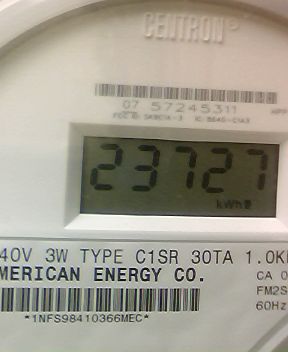 CENTRON®
07 57245311
23727
kWh
40V 3W TYPE C1SR 30TA 1.0K
MERICAN ENERGY CO.
CA 0
FM2S
60Hz
*1NFS98410366MEC*